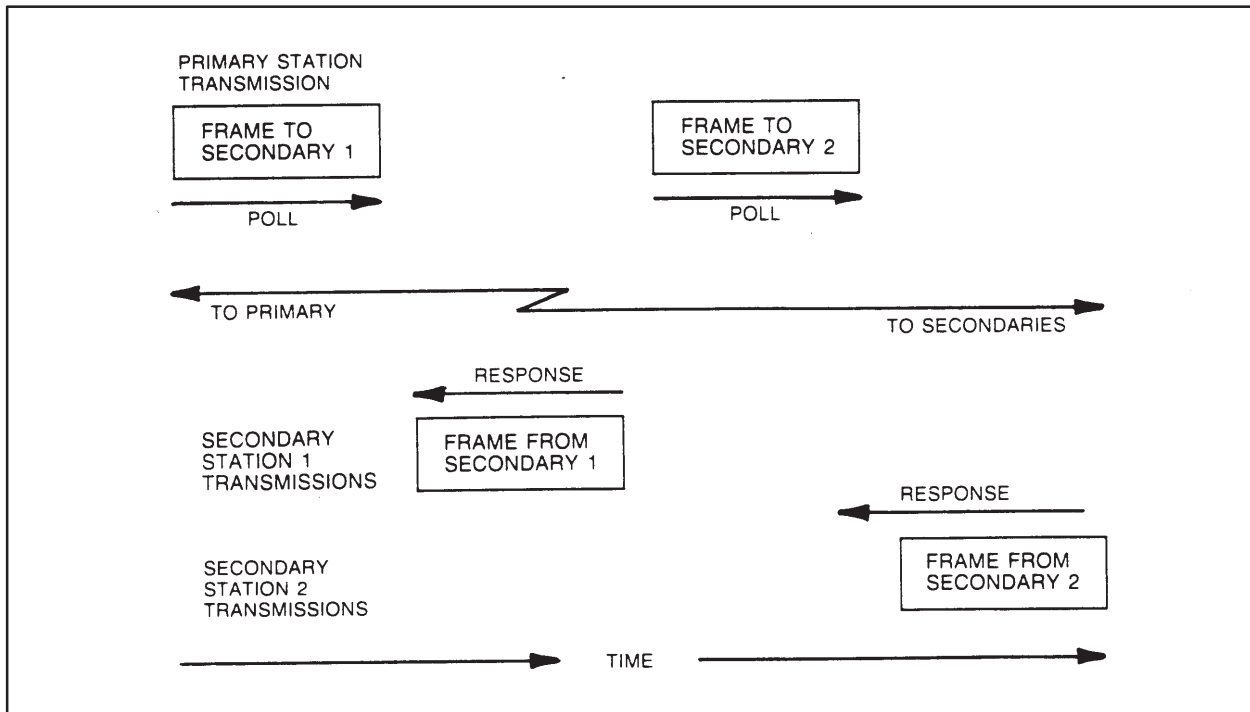 PRIMARY STATION
TRANSMISSION
FRAME TO
SECONDARY 1
FRAME TO
SECONDARY 2
POLL
POLL
TO PRIMARY
TO SECONDARIES
RESPONSE
SECONDARY
STATION 1
TRANSMISSIONS
FRAME FROM
SECONDARY 1
RESPONSE
SECONDARY
STATION 2
TRANSMISSIONS
FRAME FROM
SECONDARY 2
TIME